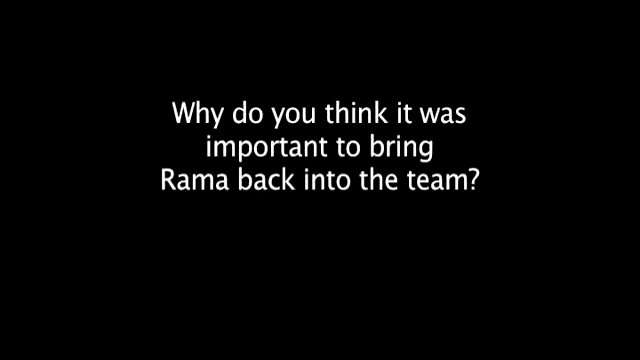 Why do you think it was
important to bring
Rama back into the team?